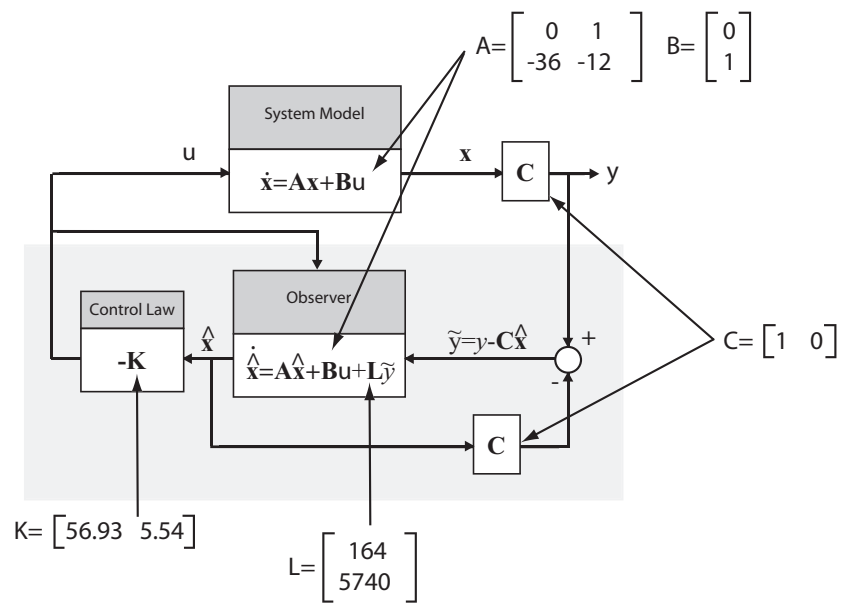 A= [ 0 1
-36 -12 ] B= [ 0
1 ]
System Model
u
ẋ=Ax+Bu
x
C
y
Control Law
-K
x̂
Observer
x̂̇=Ax̂+Bu+Lỹ
ỹ=y-Cx̂
+
-
C= [1 0]
C
K= [56.93 5.54]
L= [ 164
5740 ]